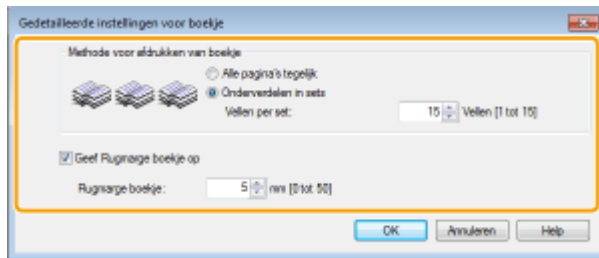 Gedetailleerde instellingen voor boekje
Methode voor afdrukken van boekje
Alle pagina's tegelijk
Onderverdelen in sets
Vellen per set: 15 Vellen [1 tot 15]
Geef Rugmarge boekje op
Rugmarge boekje: 5 mm [0 tot 50]
OK Annuleren Help